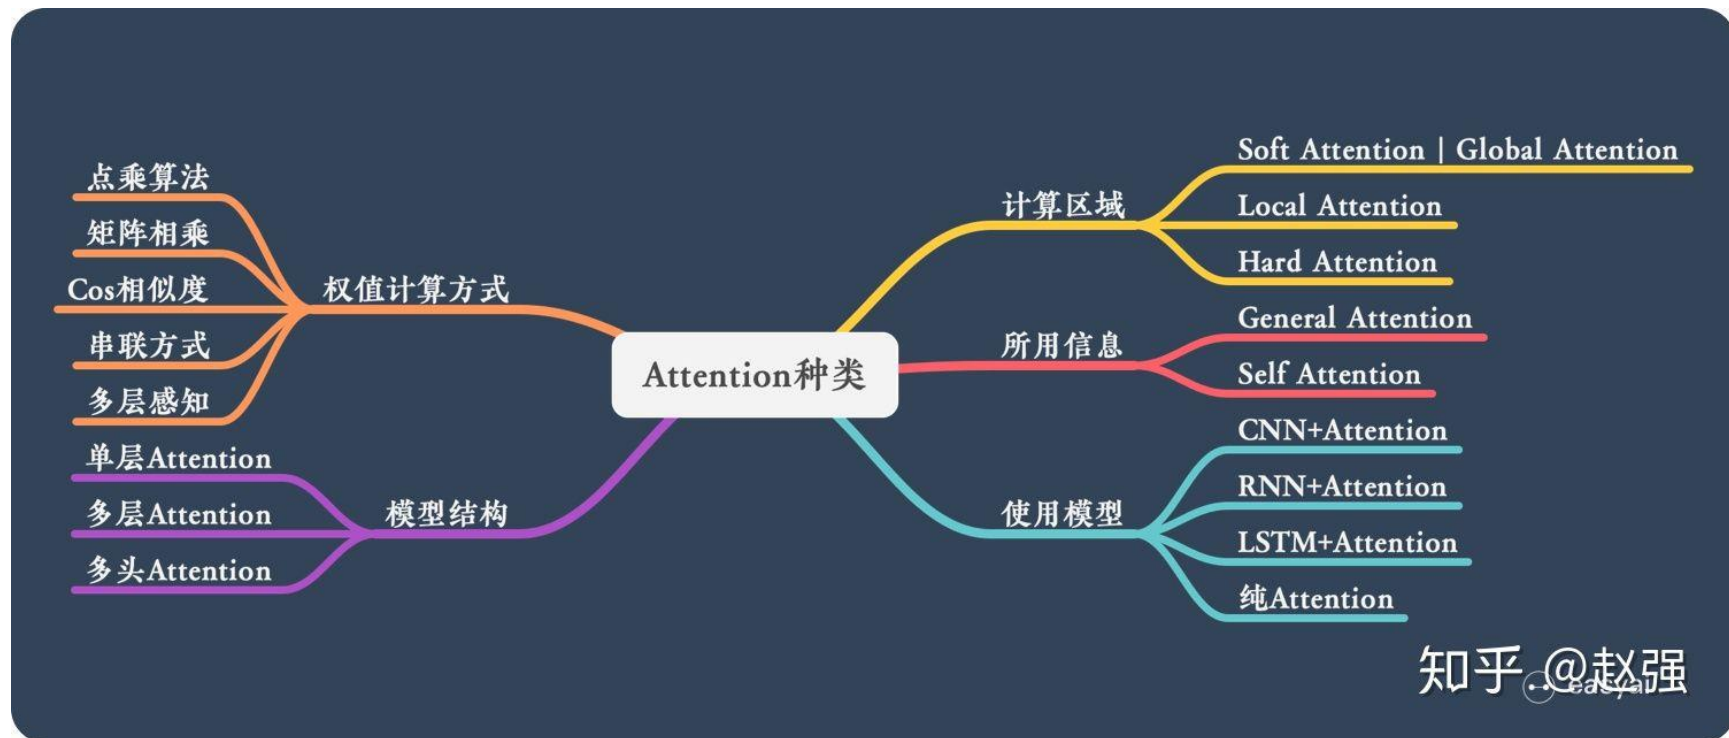 Attention种类
权值计算方式
点乘算法
矩阵相乘
Cos相似度
串联方式
多层感知
模型结构
单层Attention
多层Attention
多头Attention
计算区域
Soft Attention | Global Attention
Local Attention
Hard Attention
所用信息
General Attention
Self Attention
使用模型
CNN+Attention
RNN+Attention
LSTM+Attention
纯Attention
知乎 @赵强
easyai